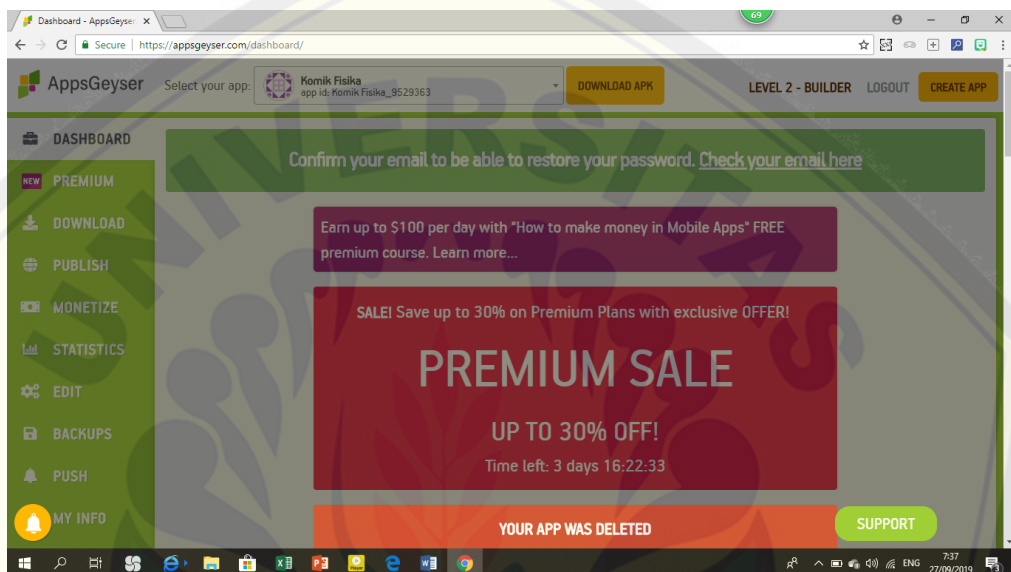 Dashboard - AppsGeyser
69
Secure | https://appsgeyser.com/dashboard/
AppsGeyser
Select your app:
Komik Fisika
app id: Komik Fisika_9529363
DOWNLOAD APK
LEVEL 2 - BUILDER
LOGOUT
CREATE APP
DASHBOARD
NEW PREMIUM
DOWNLOAD
PUBLISH
MONETIZE
STATISTICS
EDIT
BACKUPS
PUSH
MY INFO
Confirm your email to be able to restore your password. Check your email here
Earn up to $100 per day with "How to make money in Mobile Apps" FREE
premium course. Learn more...
SALE! Save up to 30% on Premium Plans with exclusive OFFER!
PREMIUM SALE
UP TO 30% OFF!
Time left: 3 days 16:22:33
YOUR APP WAS DELETED
SUPPORT
UNIVERSITAS
ENG
7:37
27/09/2019